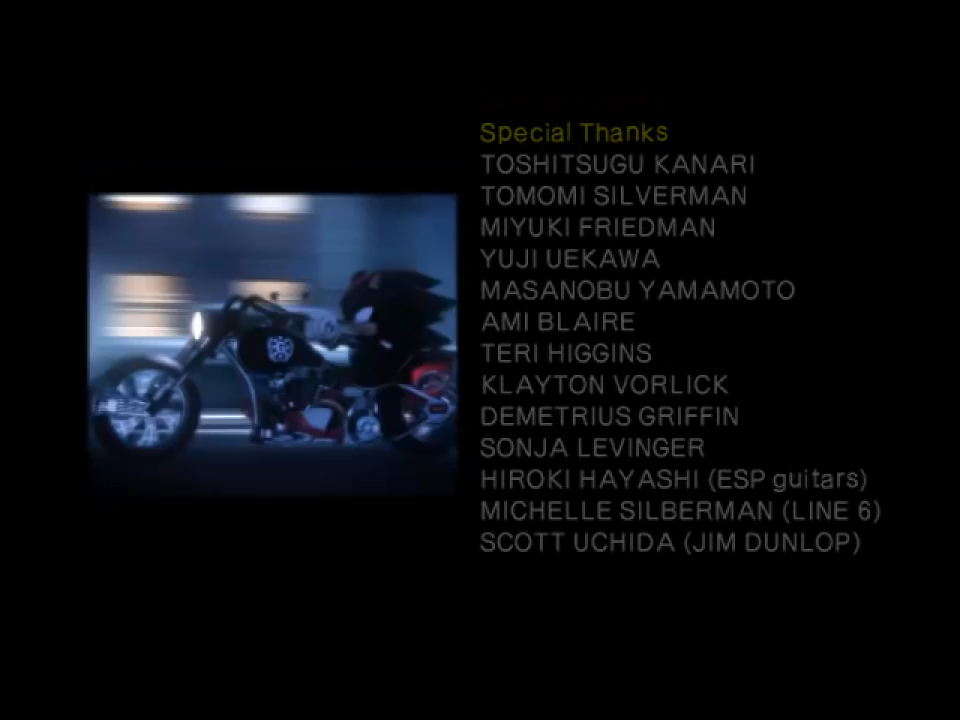 Special Thanks
TOSHITSUGU KANARI
TOMOMI SILVERMAN
MIYUKI FRIEDMAN
YUJI UEKAWA
MASANOBU YAMAMOTO
AMI BLAIRE
TERI HIGGINS
KLAYTON VORLICK
DEMETRIUS GRIFFIN
SONJA LEVINGER
HIROKI HAYASHI (ESP guitars)
MICHELLE SILBERMAN (LINE 6)
SCOTT UCHIDA (JIM DUNLOP)